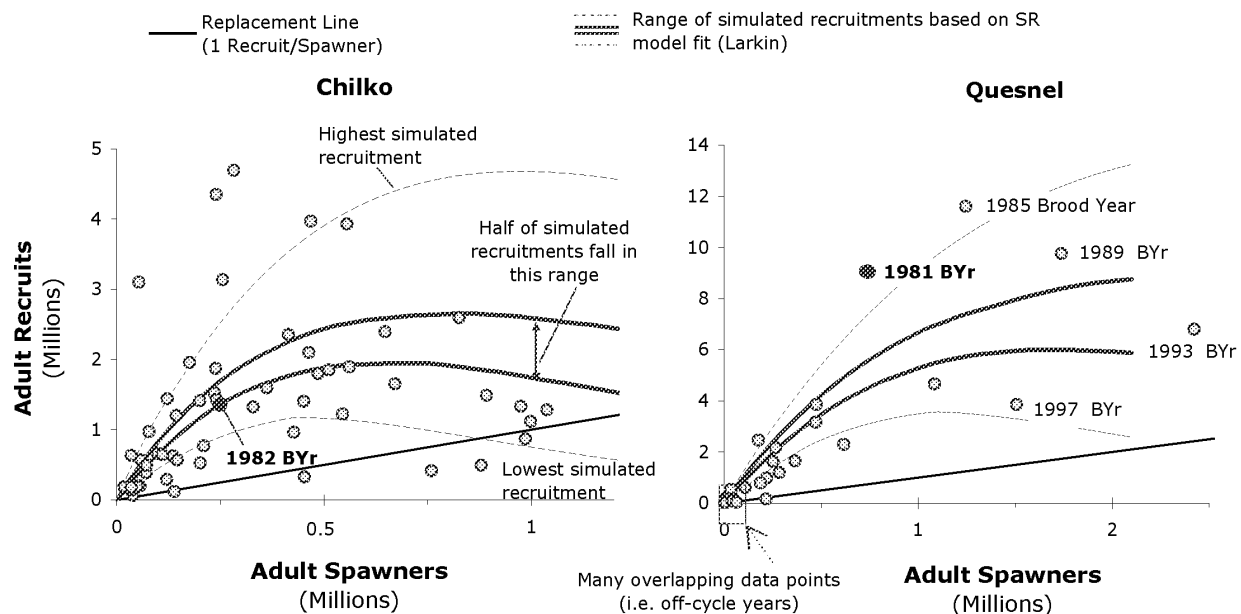 Replacement Line
(1 Recruit/Spawner)
Range of simulated recruitments based on SR
model fit (Larkin)
Chilko
Adult Recruits
(Millions)
5
4
3
2
1
0
Highest simulated
recruitment
Half of simulated
recruitments fall in
this range
1982 BYr
Lowest simulated
recruitment
0
0.5
1
Adult Spawners
(Millions)
Quesnel
14
12
10
8
6
4
2
0
1985 Brood Year
1989 BYr
1981 BYr
1993 BYr
1997 BYr
0
1
2
Many overlapping data points
(i.e. off-cycle years)
Adult Spawners
(Millions)